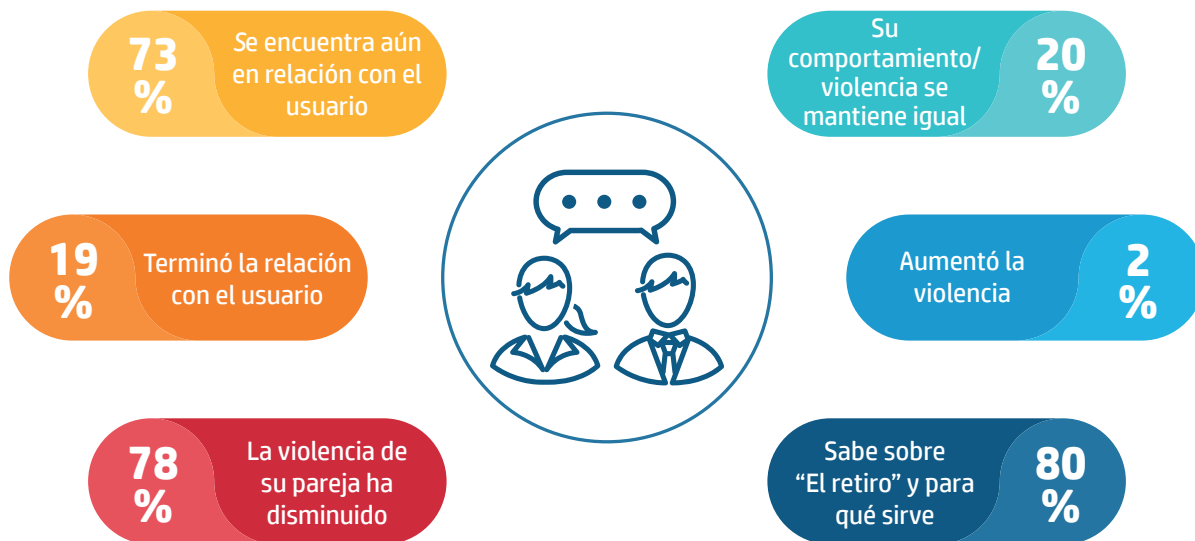 73
%
Se encuentra aún
en relación con el
usuario
19
%
Terminó la relación
con el usuario
78
%
La violencia de
su pareja ha
disminuido
Su
comportamiento/
violencia se
mantiene igual
20
%
Aumentó la
violencia
2
%
Sabe sobre
“El retiro” y para
qué sirve
80
%